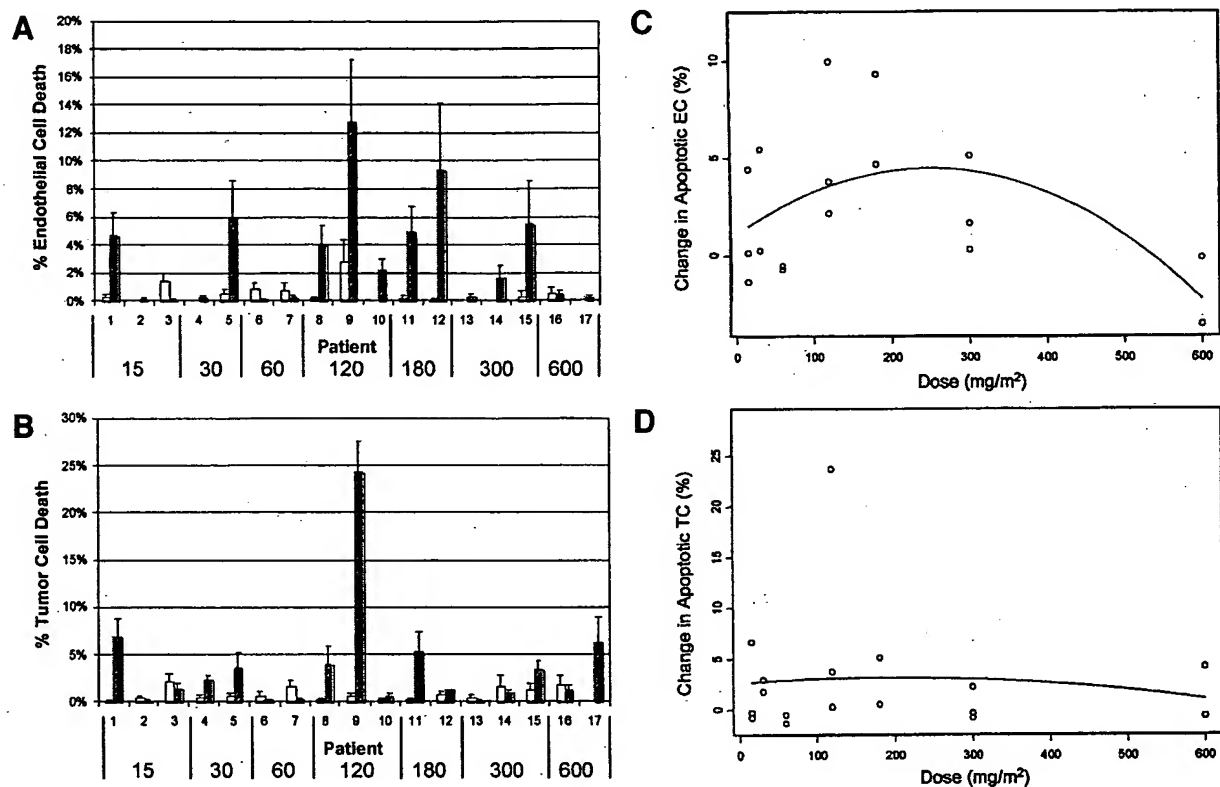 A
% Endothelial Cell Death
20%
18%
16%
14%
12%
10%
8%
6%
4%
2%
0%
1 2 3 4 5 6 7 8 9 10 11 12 13 14 15 16 17
Patient
15 30 60 120 180 300 600
B
% Tumor Cell Death
30%
25%
20%
15%
10%
5%
0%
1 2 3 4 5 6 7 8 9 10 11 12 13 14 15 16 17
Patient
15 30 60 120 180 300 600
C
Change in Apoptotic EC (%)
10
5
0
0 100 200 300 400 500 600
Dose (mg/m²)
D
Change in Apoptotic TC (%)
25
20
15
10
5
0
0 100 200 300 400 500 600
Dose (mg/m²)